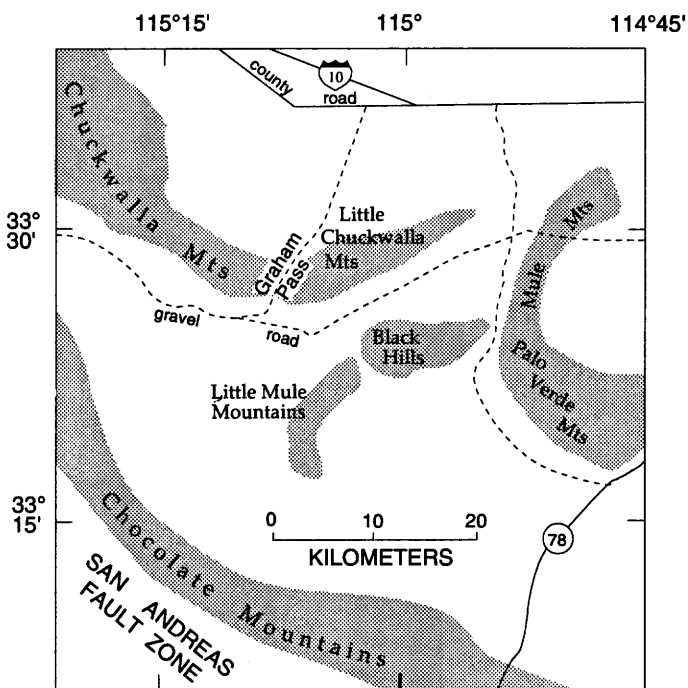 115°15'
115°
114°45'
10
county
road
Chuckwalla Mts
33°
30'
Little
Chuckwalla
Mts
Graham
Pass
Mts
Mule
gravel
road
Black
Hills
Palo
Verde
Mts
Little Mule
Mountains
33°
15'
0 10 20
KILOMETERS
78
Chocolate Mountains
SAN ANDREAS
FAULT ZONE